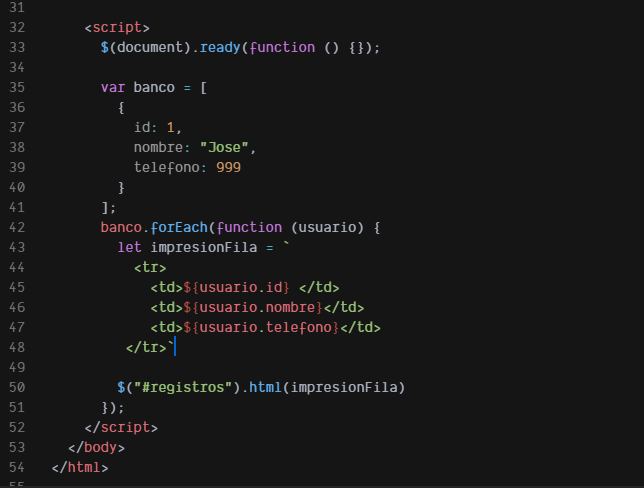 31
32 <script>
33 $(document).ready(function () {});
34
35 var banco = [
36 {
37 id: 1,
38 nombre: "Jose",
39 telefono: 999
40 }
41 ];
42 banco.forEach(function (usuario) {
43 let impresionFila = `
44 <tr>
45 <td>${usuario.id} </td>
46 <td>${usuario.nombre}</td>
47 <td>${usuario.telefono}</td>
48 </tr>`
49
50 $("#registros").html(impresionFila)
51 });
52 </script>
53 </body>
54 </html>
55